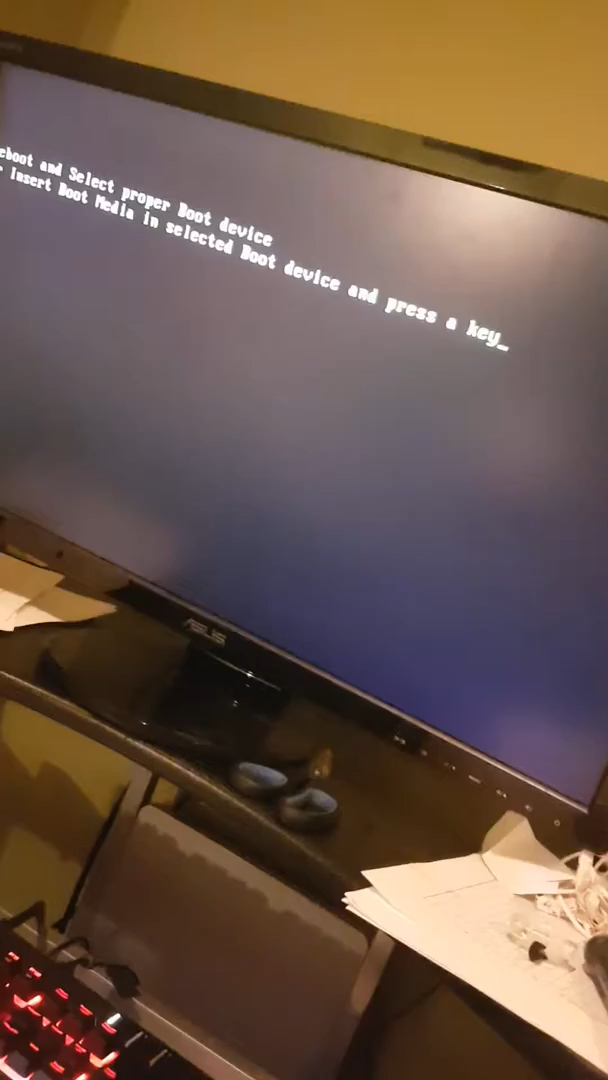 eboot and Select proper Boot device
r Insert Boot Media in selected Boot device and press a key_
ASUS